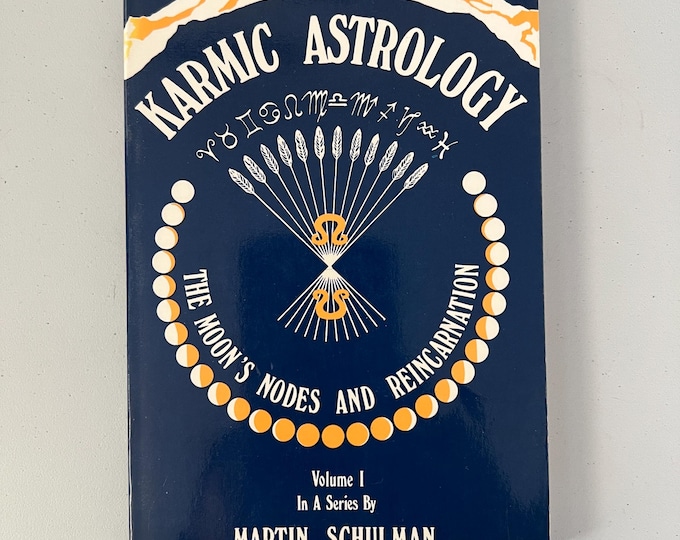 KARMIC ASTROLOGY
♈♉♊♋♌♍♎♏♐♑♒♓
THE MOON'S NODES AND REINCARNATION
Volume I
In A Series By
MARTIN SCHULMAN